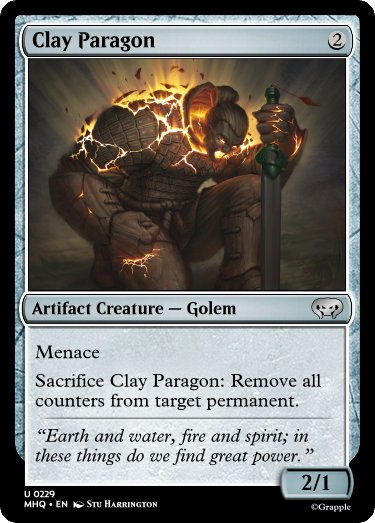 Clay Paragon 2
Artifact Creature — Golem
Menace
Sacrifice Clay Paragon: Remove all
counters from target permanent.
“Earth and water, fire and spirit; in
these things do we find great power.”
2/1
U 0229
MHQ • EN Stu Harrington
©Grapple